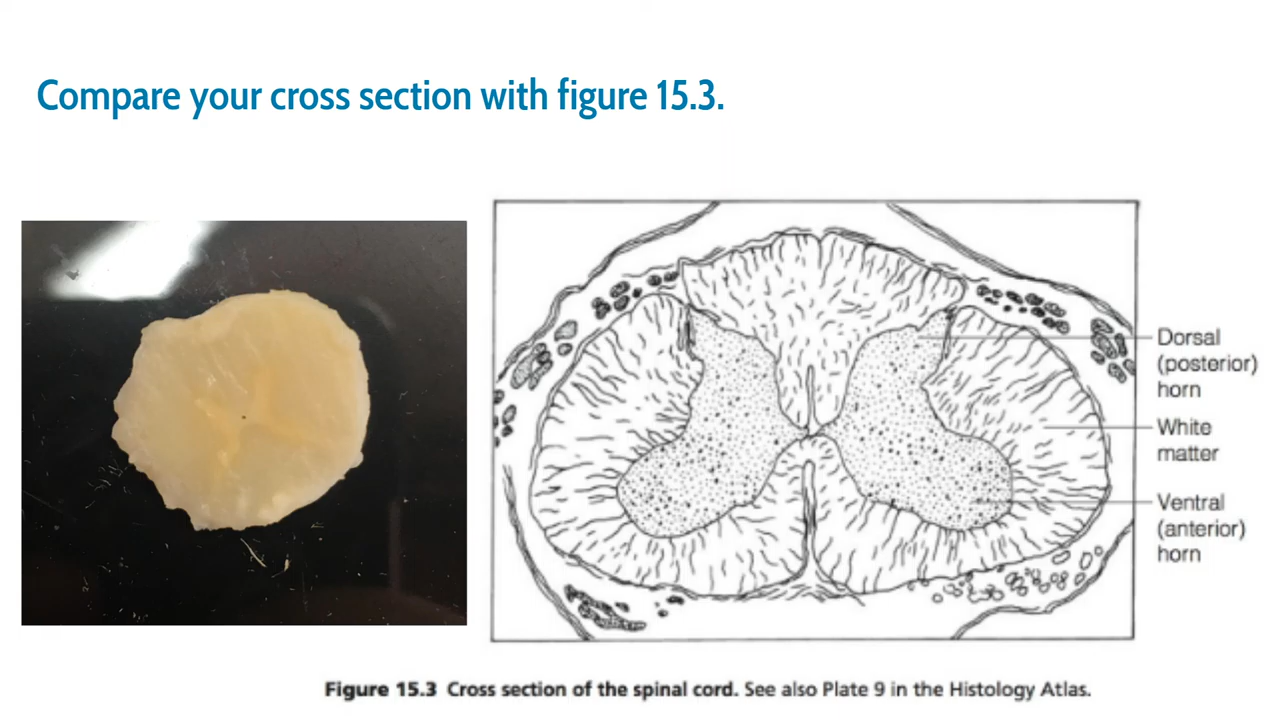 Compare your cross section with figure 15.3.
Dorsal
(posterior)
horn
White
matter
Ventral
(anterior)
horn
Figure 15.3 Cross section of the spinal cord. See also Plate 9 in the Histology Atlas.